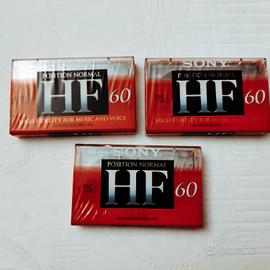 POSITION NORMAL
HF 60
HIGH FIDELITY FOR MUSIC AND VOICE
SONY
POSITION NORMAL
HF 60
HIGH FIDELITY FOR MUSIC
SONY
POSITION NORMAL
HF 60
subito